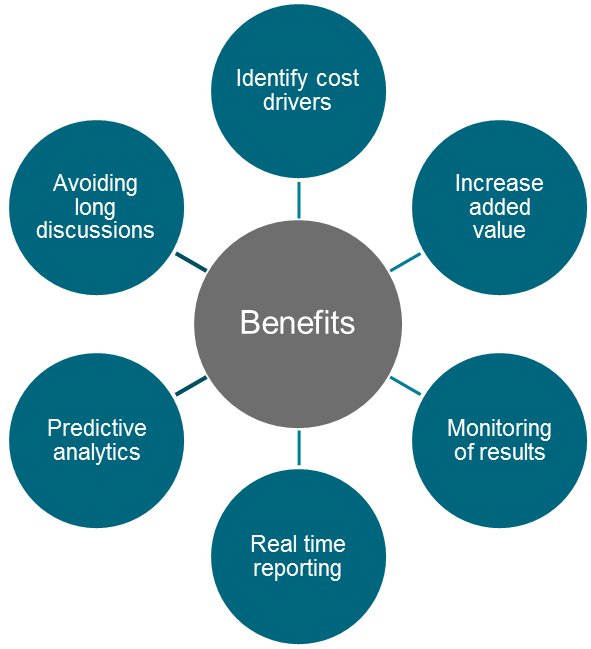 Identify cost
drivers
Increase
added
value
Monitoring
of results
Real time
reporting
Predictive
analytics
Avoiding
long
discussions
Benefits